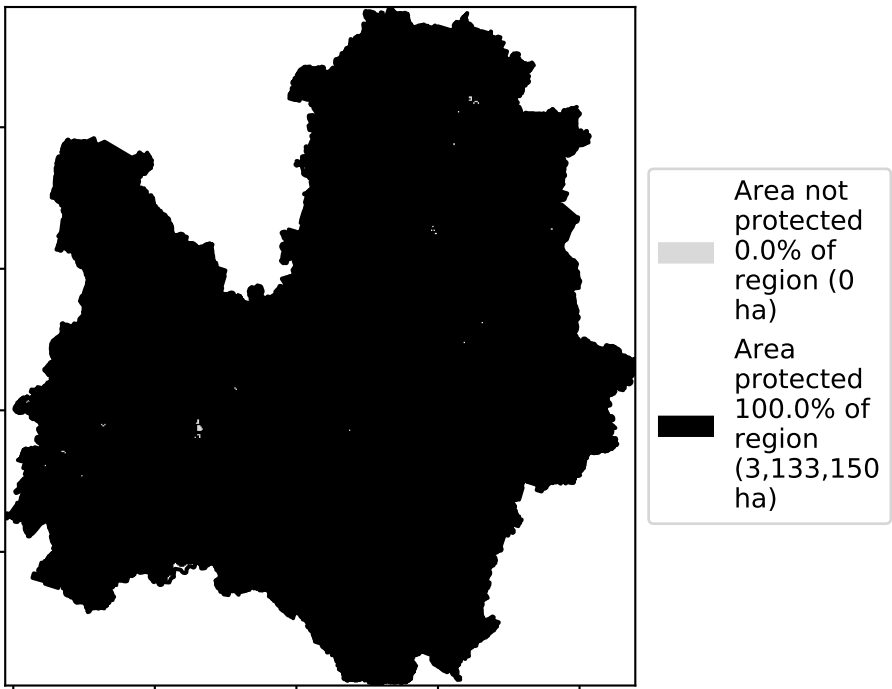 Area not
protected
0.0% of
region (0
ha)
Area
protected
100.0% of
region
(3,133,150
ha)